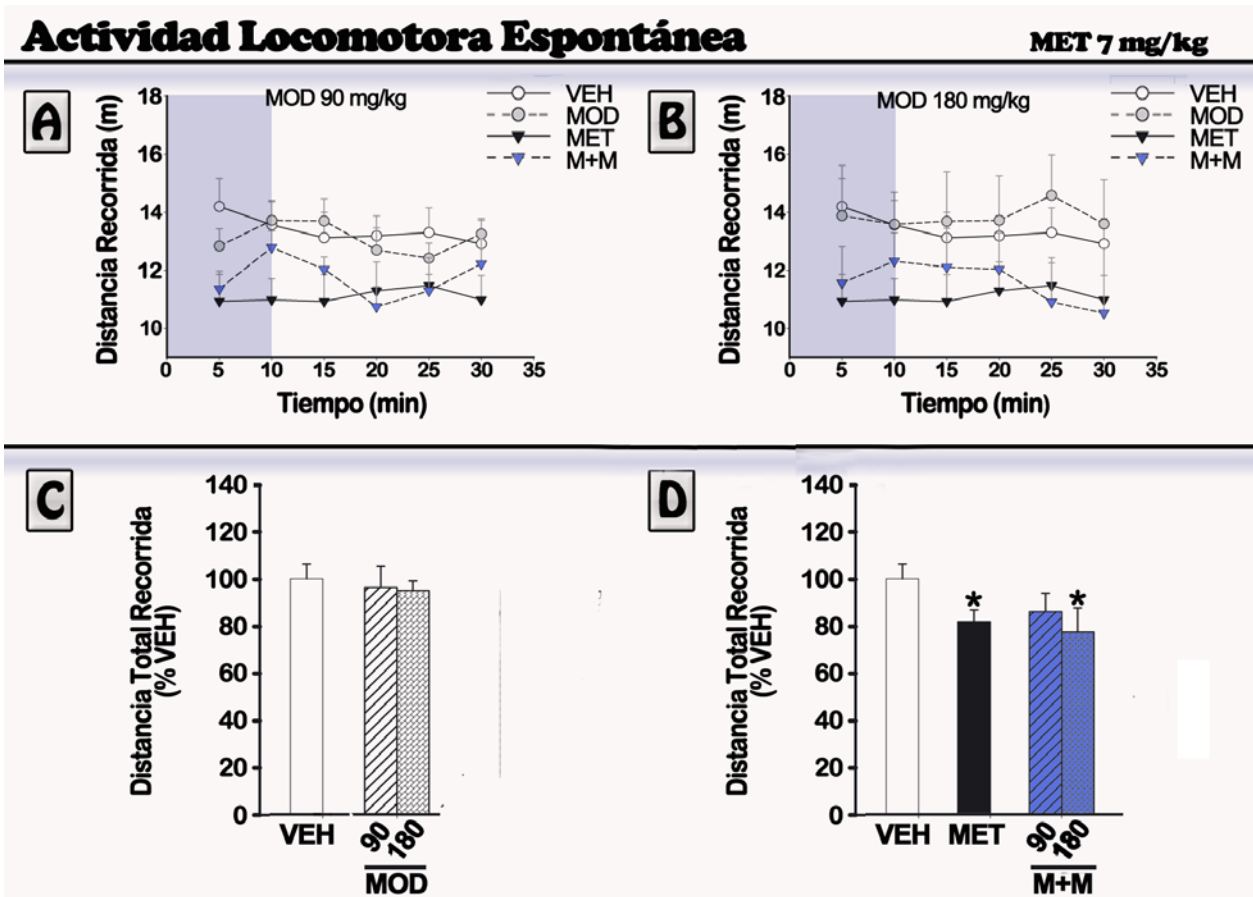 Actividad Locomotora Espontánea
MET 7 mg/kg
A
MOD 90 mg/kg
VEH
MOD
MET
M+M
Distancia Recorrida (m)
18
16
14
12
10
0 5 10 15 20 25 30 35
Tiempo (min)
B
MOD 180 mg/kg
VEH
MOD
MET
M+M
Distancia Recorrida (m)
18
16
14
12
10
0 5 10 15 20 25 30 35
Tiempo (min)
C
Distancia Total Recorrida
(% VEH)
140
120
100
80
60
40
20
0
VEH
90
180
MOD
D
Distancia Total Recorrida
(% VEH)
140
120
100
80
60
40
20
0
*
*
VEH
MET
90
180
M+M